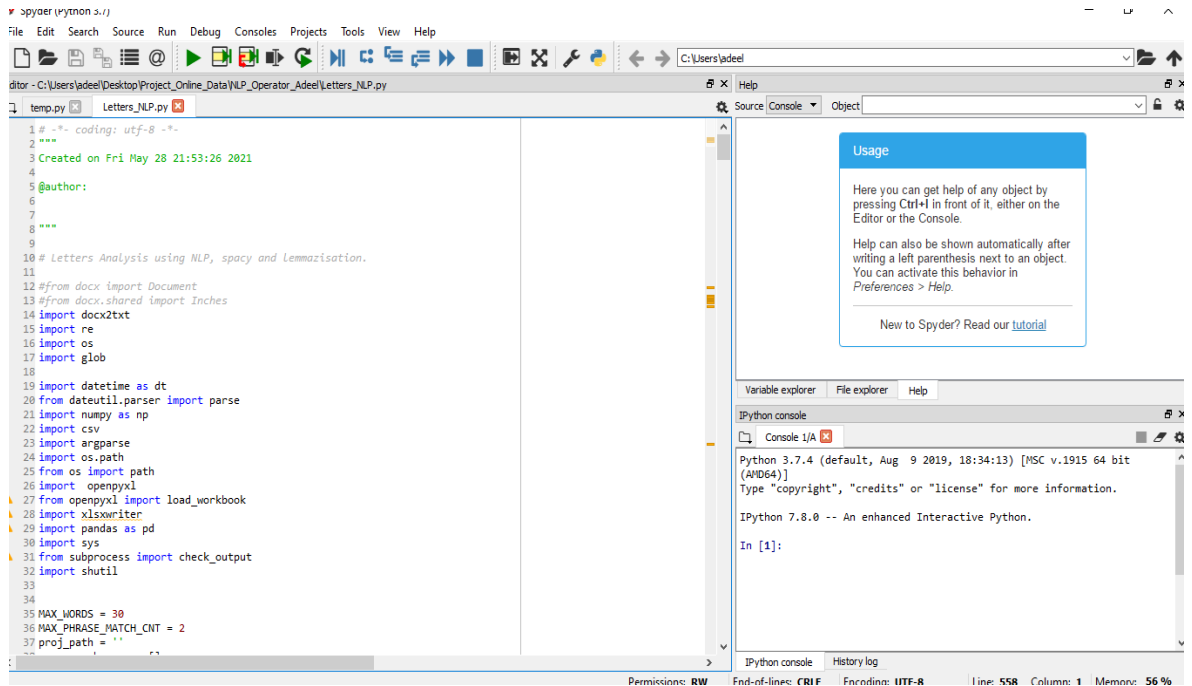 Spyder (Python 3.7)
File Edit Search Source Run Debug Consoles Projects Tools View Help
C:\Users\adeel
ditor - C:\Users\adeel\Desktop\Project_Online_Data\NLP_Operator_Adeel\Letters_NLP.py
temp.py Letters_NLP.py
1 # -*- coding: utf-8 -*-
2 """
3 Created on Fri May 28 21:53:26 2021
4
5 @author:
6
7
8 """
9
10 # Letters Analysis using NLP, spacy and lemmazisation.
11
12 #from docx import Document
13 #from docx.shared import Inches
14 import docx2txt
15 import re
16 import os
17 import glob
18
19 import datetime as dt
20 from dateutil.parser import parse
21 import numpy as np
22 import csv
23 import argparse
24 import os.path
25 from os import path
26 import  openpyxl
27 from openpyxl import load_workbook
28 import xlsxwriter
29 import pandas as pd
30 import sys
31 from subprocess import check_output
32 import shutil
33
34
35 MAX_WORDS = 30
36 MAX_PHRASE_MATCH_CNT = 2
37 proj_path = ''
Help
Source Console Object
Usage
Here you can get help of any object by
pressing Ctrl+I in front of it, either on the
Editor or the Console.
Help can also be shown automatically after
writing a left parenthesis next to an object.
You can activate this behavior in
Preferences > Help.
New to Spyder? Read our tutorial
Variable explorer File explorer Help
IPython console
Console 1/A
Python 3.7.4 (default, Aug  9 2019, 18:34:13) [MSC v.1915 64 bit
(AMD64)]
Type "copyright", "credits" or "license" for more information.
IPython 7.8.0 -- An enhanced Interactive Python.
In [1]:
IPython console History log
Permissions: RW End-of-lines: CRLF Encoding: UTF-8 Line: 558 Column: 1 Memory: 56 %